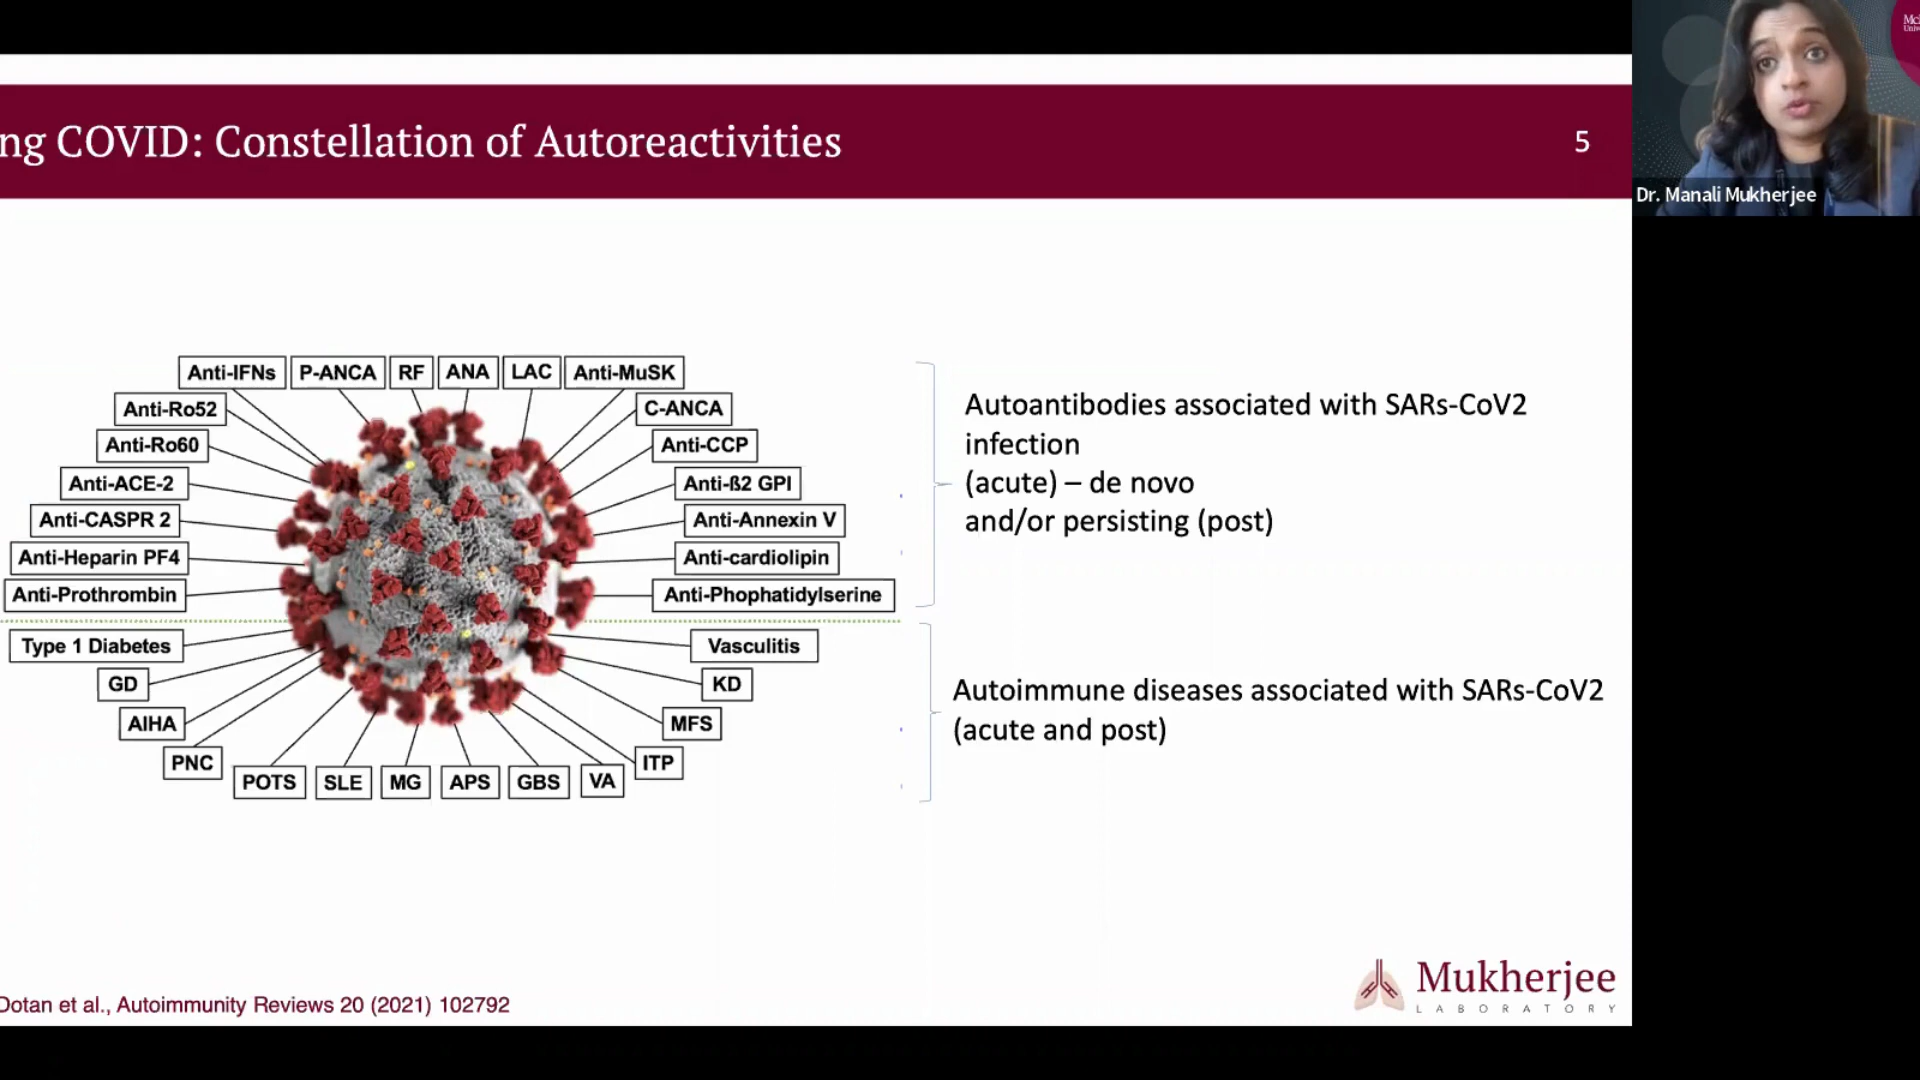 ng COVID: Constellation of Autoreactivities
5
Dr. Manali Mukherjee
Anti-IFNs P-ANCA RF ANA LAC Anti-MuSK
Anti-Ro52 C-ANCA
Anti-Ro60 Anti-CCP
Anti-ACE-2 Anti-ß2 GPI
Anti-CASPR 2 Anti-Annexin V
Anti-Heparin PF4 Anti-cardiolipin
Anti-Prothrombin Anti-Phophatidylserine
Type 1 Diabetes Vasculitis
GD KD
AIHA MFS
PNC ITP
POTS SLE MG APS GBS VA
Autoantibodies associated with SARs-CoV2
infection
(acute) – de novo
and/or persisting (post)
Autoimmune diseases associated with SARs-CoV2
(acute and post)
Dotan et al., Autoimmunity Reviews 20 (2021) 102792
Mukherjee
LABORATORY